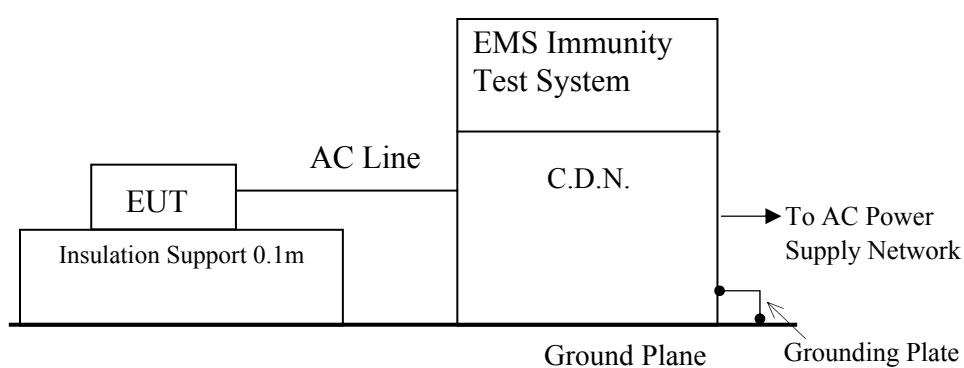 EMS Immunity
Test System
AC Line
C.D.N.
EUT
To AC Power
Supply Network
Insulation Support 0.1m
Ground Plane
Grounding Plate